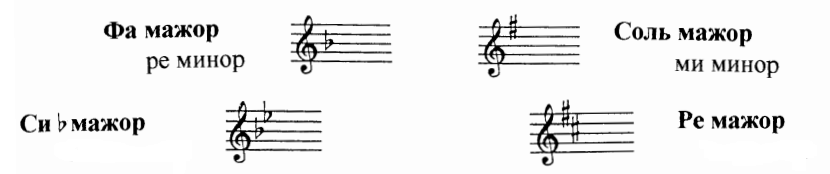 Фа мажор
ре минор
Соль мажор
ми минор
Си ♭ мажор
Ре мажор